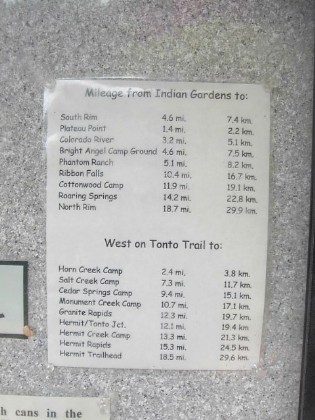 Mileage from Indian Gardens to:
South Rim 4.6 mi. 7.4 km.
Plateau Point 1.4 mi. 2.2 km.
Colorado River 3.2 mi. 5.1 km.
Bright Angel Camp Ground 4.6 mi. 7.5 km.
Phantom Ranch 5.1 mi. 8.2 km.
Ribbon Falls 10.4 mi. 16.7 km.
Cottonwood Camp 11.9 mi. 19.1 km.
Roaring Springs 14.2 mi. 22.8 km.
North Rim 18.7 mi. 29.9 km.
West on Tonto Trail to:
Horn Creek Camp 2.4 mi. 3.8 km.
Salt Creek Camp 7.3 mi. 11.7 km.
Cedar Springs Camp 9.4 mi. 15.1 km.
Monument Creek Camp 10.7 mi. 17.1 km.
Granite Rapids 12.3 mi. 19.7 km.
Hermit/Tonto Jct. 12.1 mi. 19.4 km
Hermit Creek Camp 13.3 mi. 21.3 km.
Hermit Rapids 15.3 mi. 24.5 km.
Hermit Trailhead 18.5 mi. 29.6 km.
h cans in the